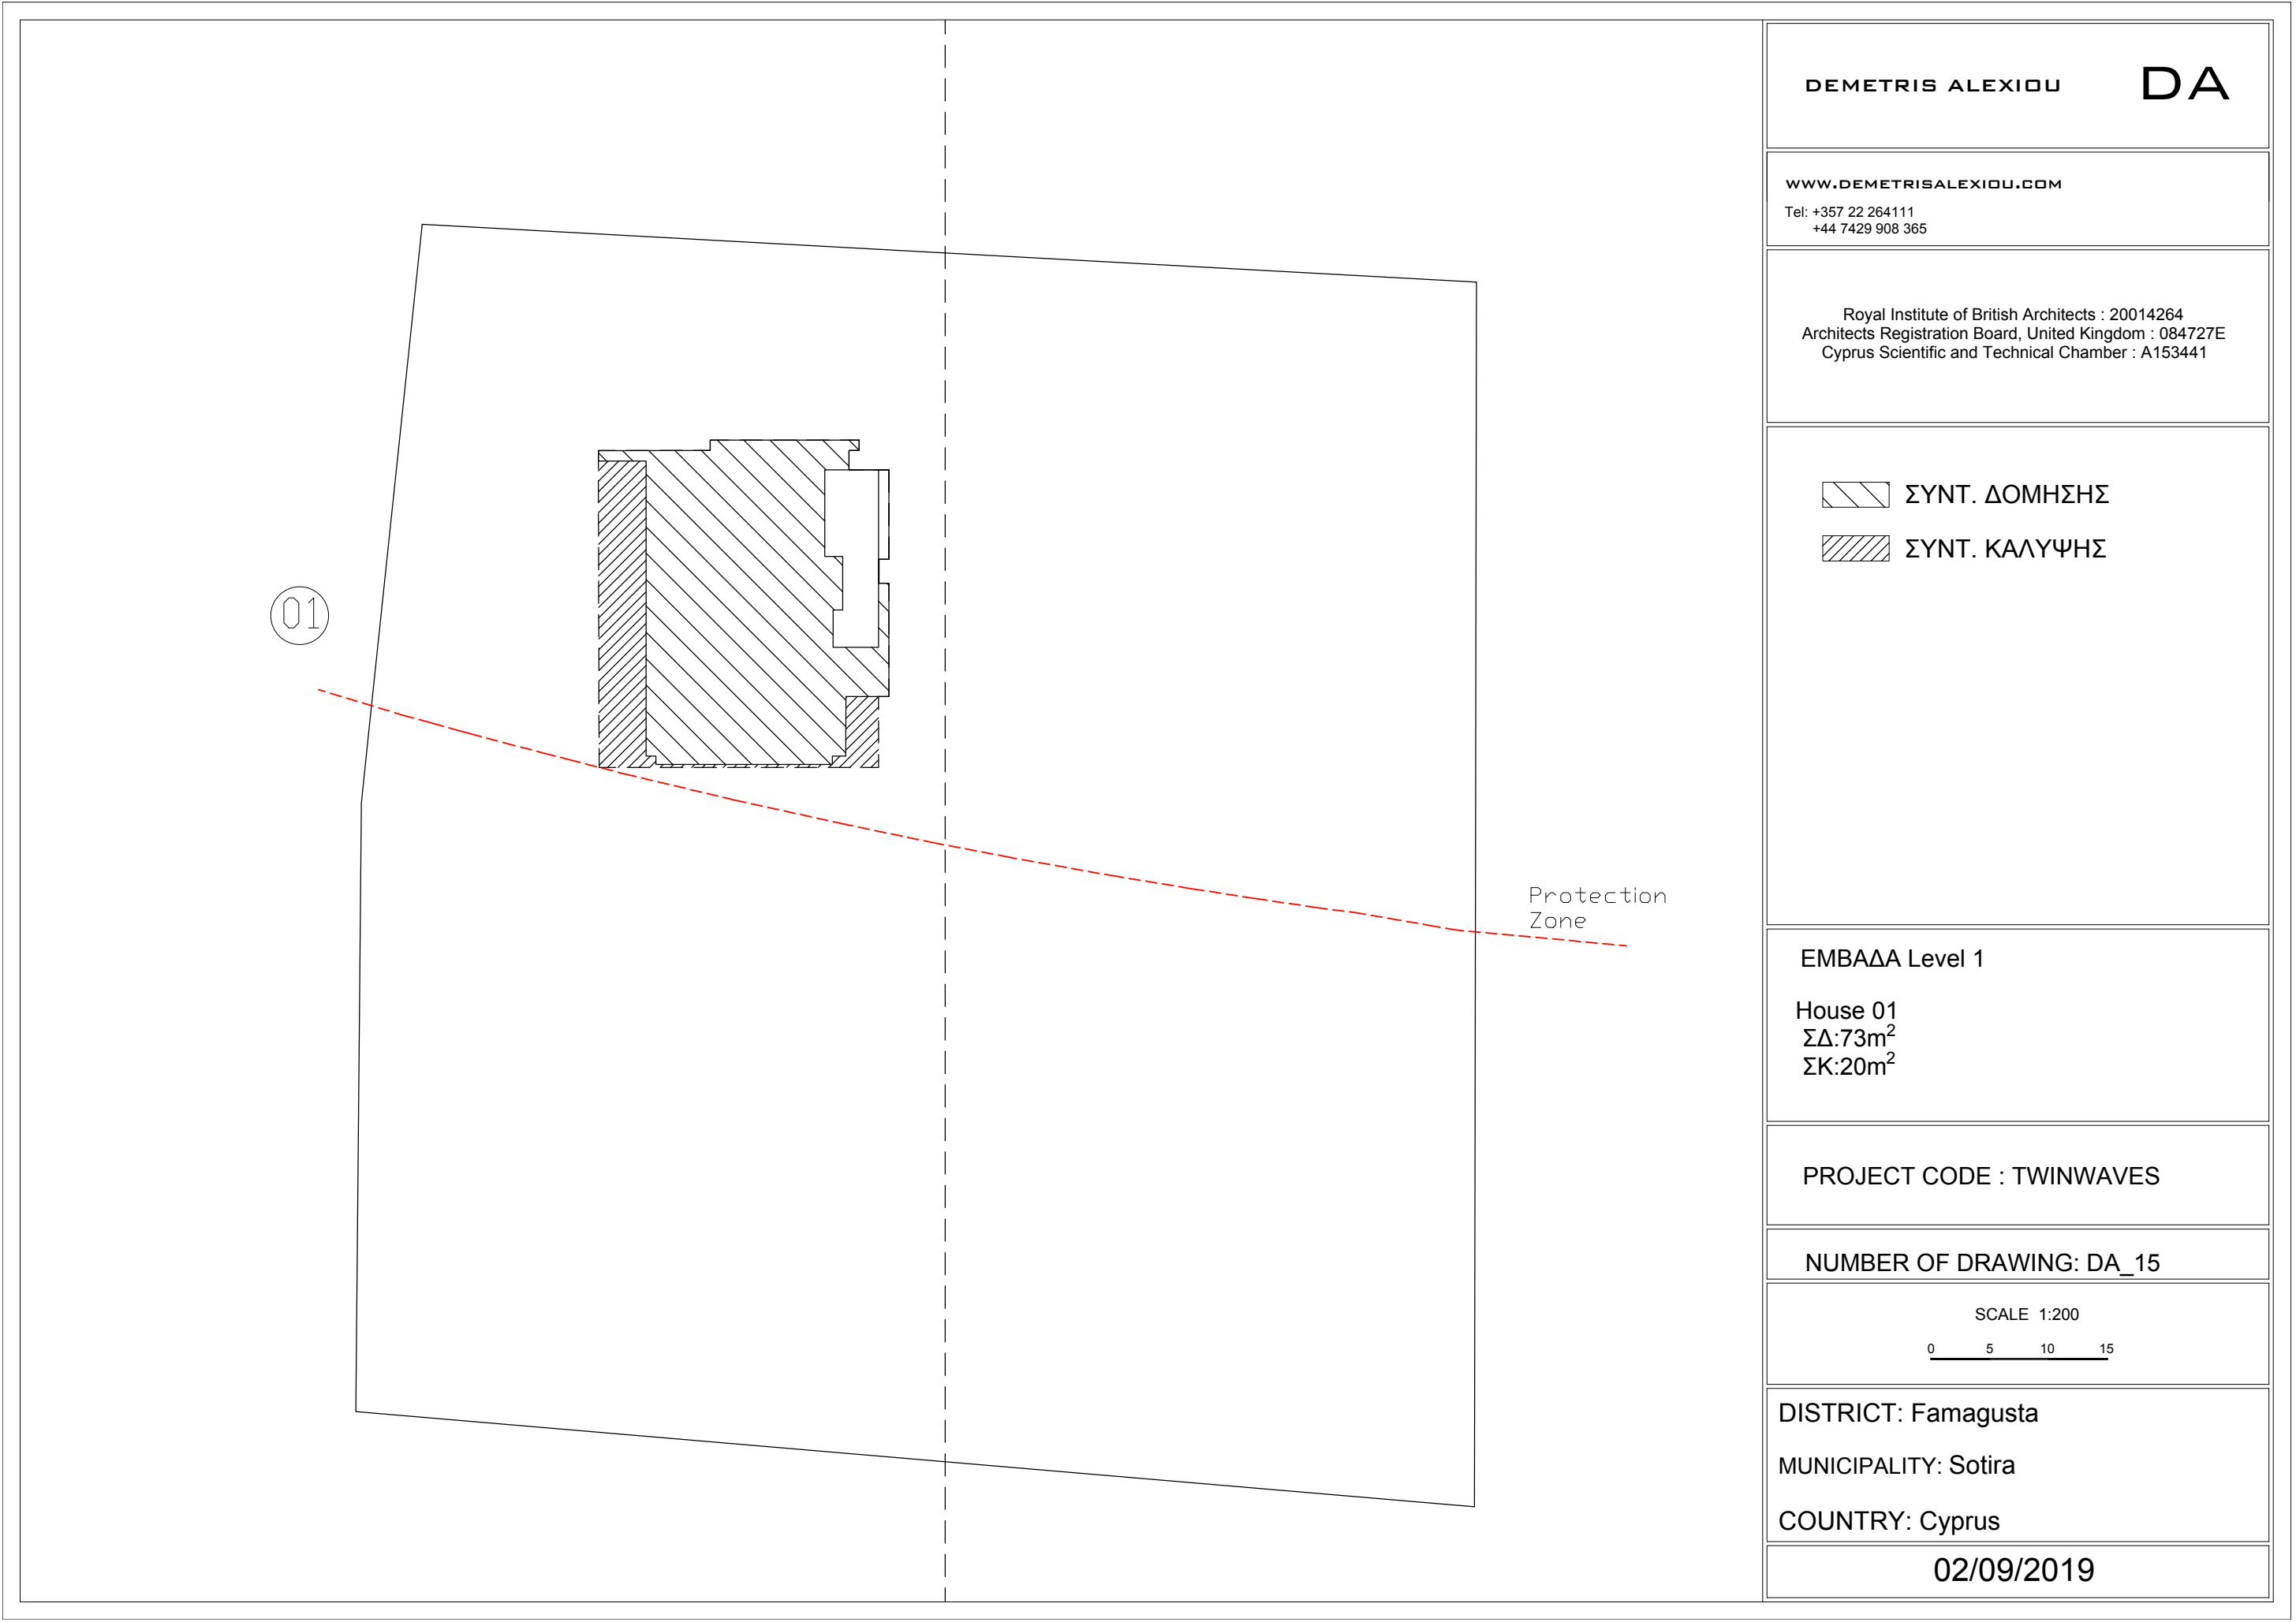 01
Protection
Zone
DEMETRIS ALEXIOU DA
WWW.DEMETRISALEXIOU.COM
Tel: +357 22 264111
+44 7429 908 365
Royal Institute of British Architects : 20014264
Architects Registration Board, United Kingdom : 084727E
Cyprus Scientific and Technical Chamber : A153441
ΣΥΝΤ. ΔΟΜΗΣΗΣ
ΣΥΝΤ. ΚΑΛΥΨΗΣ
ΕΜΒΑΔΑ Level 1
House 01
ΣΔ:73m²
ΣΚ:20m²
PROJECT CODE : TWINWAVES
NUMBER OF DRAWING: DA_15
SCALE 1:200
0 5 10 15
DISTRICT: Famagusta
MUNICIPALITY: Sotira
COUNTRY: Cyprus
02/09/2019